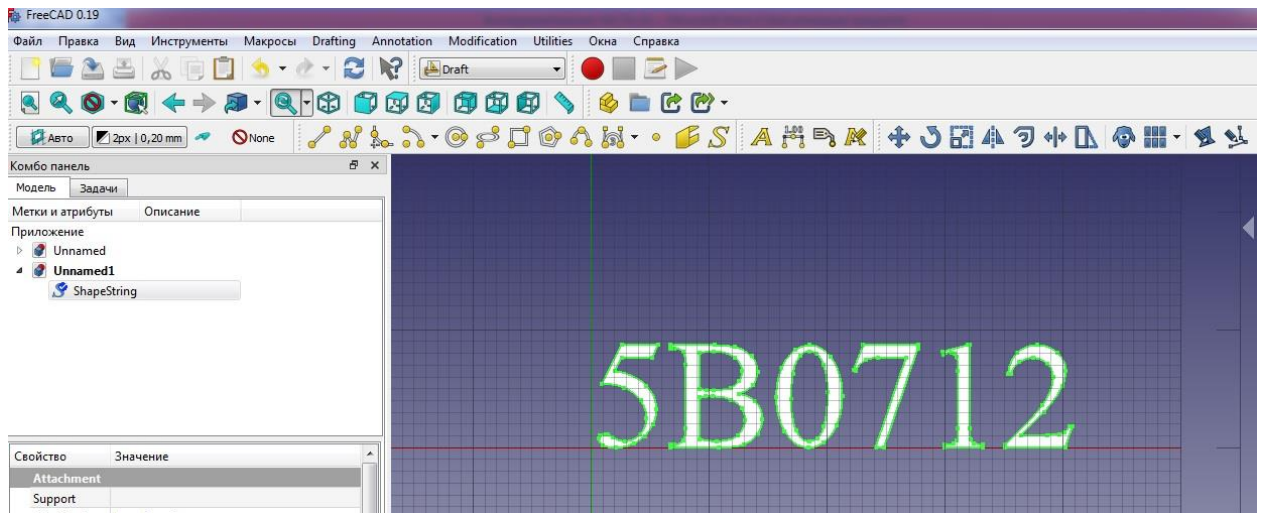 FreeCAD 0.19
Файл Правка Вид Инструменты Макросы Drafting Annotation Modification Utilities Окна Справка
Draft
Авто 2px | 0,20 mm None
Комбо панель
Модель Задачи
Метки и атрибуты Описание
Приложение
Unnamed
Unnamed1
ShapeString
5B0712
Свойство Значение
Attachment
Support